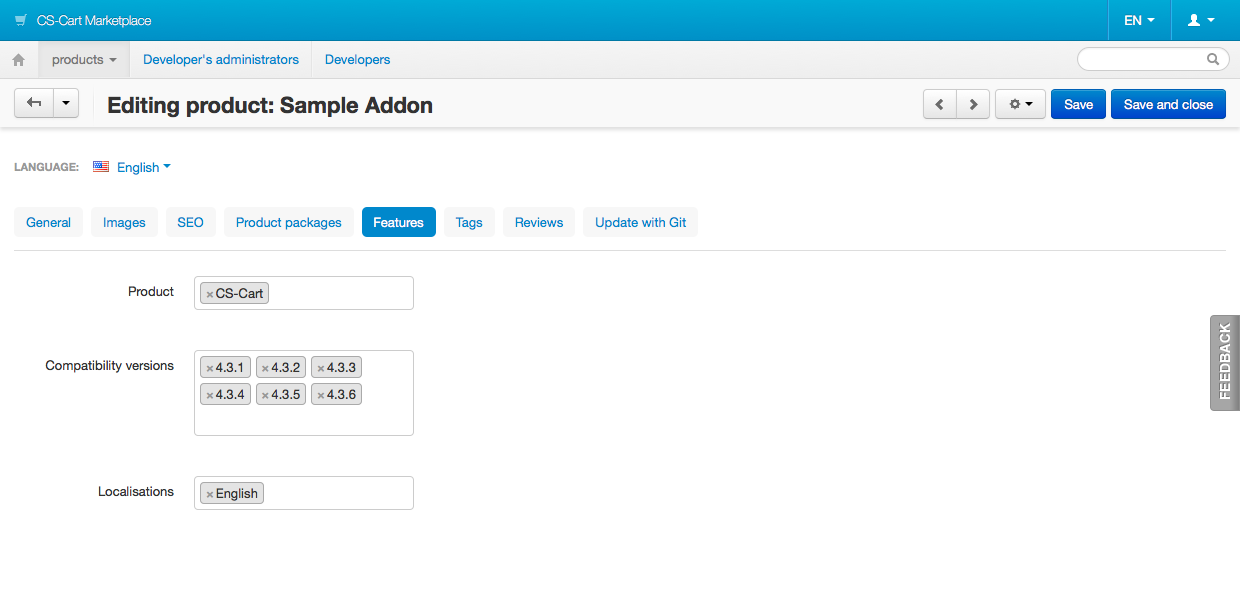 CS-Cart Marketplace EN
products Developer's administrators Developers
Editing product: Sample Addon Save Save and close
LANGUAGE: English
General Images SEO Product packages Features Tags Reviews Update with Git
Product ×CS-Cart
Compatibility versions ×4.3.1 ×4.3.2 ×4.3.3
×4.3.4 ×4.3.5 ×4.3.6
FEEDBACK
Localisations ×English